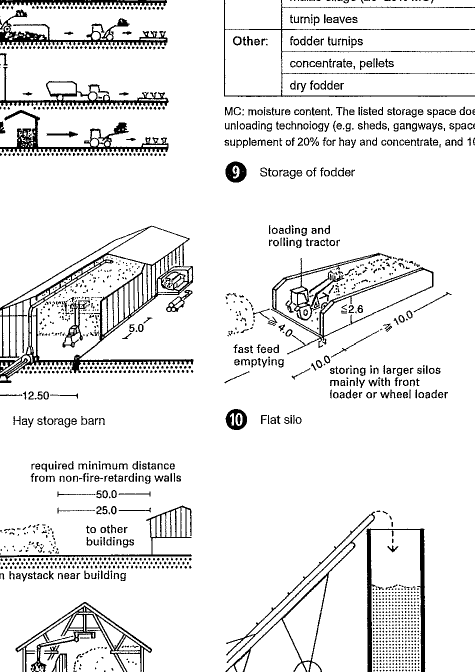 turnip leaves
Other:
fodder turnips
concentrate, pellets
dry fodder
MC: moisture content. The listed storage space
unloading technology (e.g. sheds, gangways,
supplement of 20% for hay and concentrate, and
9 Storage of fodder
loading and
rolling tractor
5.0
≦2.6
≧ 4.0
≧ 10.0
fast feed
emptying
10.0
storing in larger silos
mainly with front
loader or wheel loader
12.50
Hay storage barn
10 Flat silo
required minimum distance
from non-fire-retarding walls
50.0
25.0
to other
buildings
haystack near building